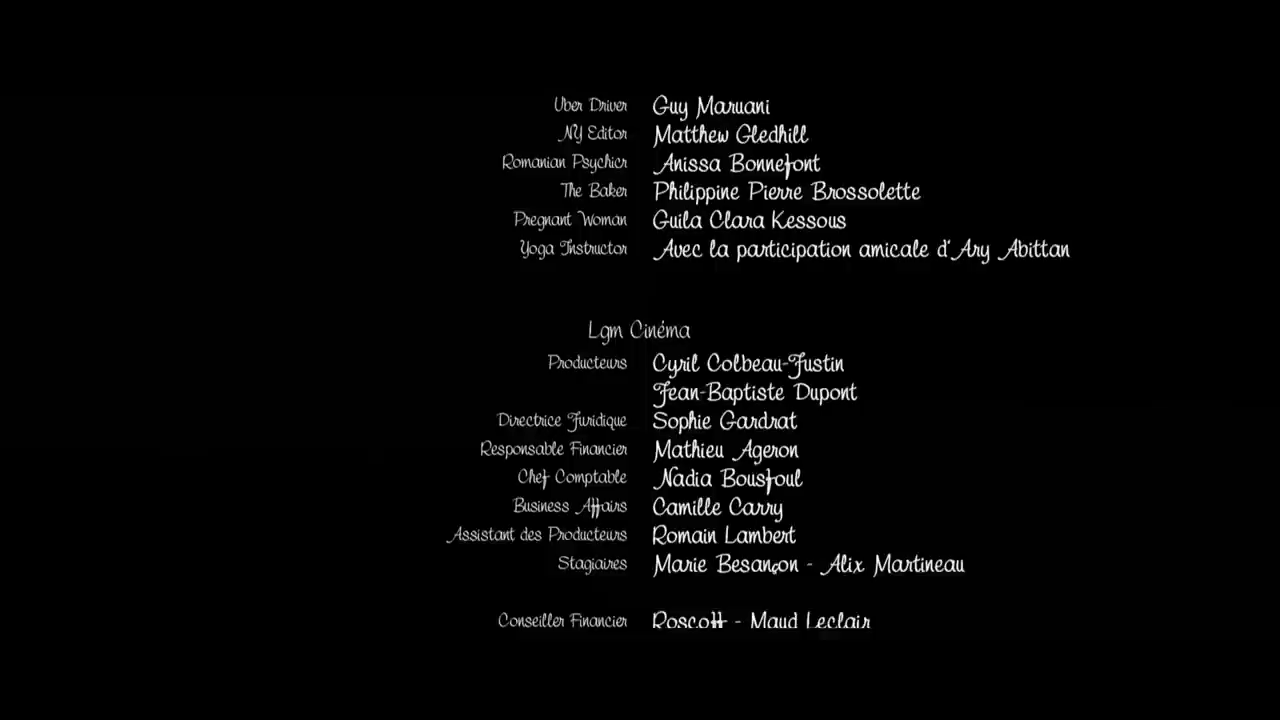 Uber Driver Guy Maruani
NY Editor Matthew Gledhill
Romanian Psychicr Anissa Bonnefont
The Baker Philippine Pierre Brossolette
Pregnant Woman Guila Clara Kessous
Yoga Instructor Avec la participation amicale d'Ary Abittan
Lgm Cinéma
Producteurs Cyril Colbeau-Justin
Jean-Baptiste Dupont
Directrice Juridique Sophie Gardrat
Responsable Financier Mathieu Ageron
Chef Comptable Nadia Bousfoul
Business Affairs Camille Carry
Assistant des Producteurs Romain Lambert
Stagiaires Marie Besançon - Alix Martineau
Conseiller Financier Roscoff - Maud Leclair